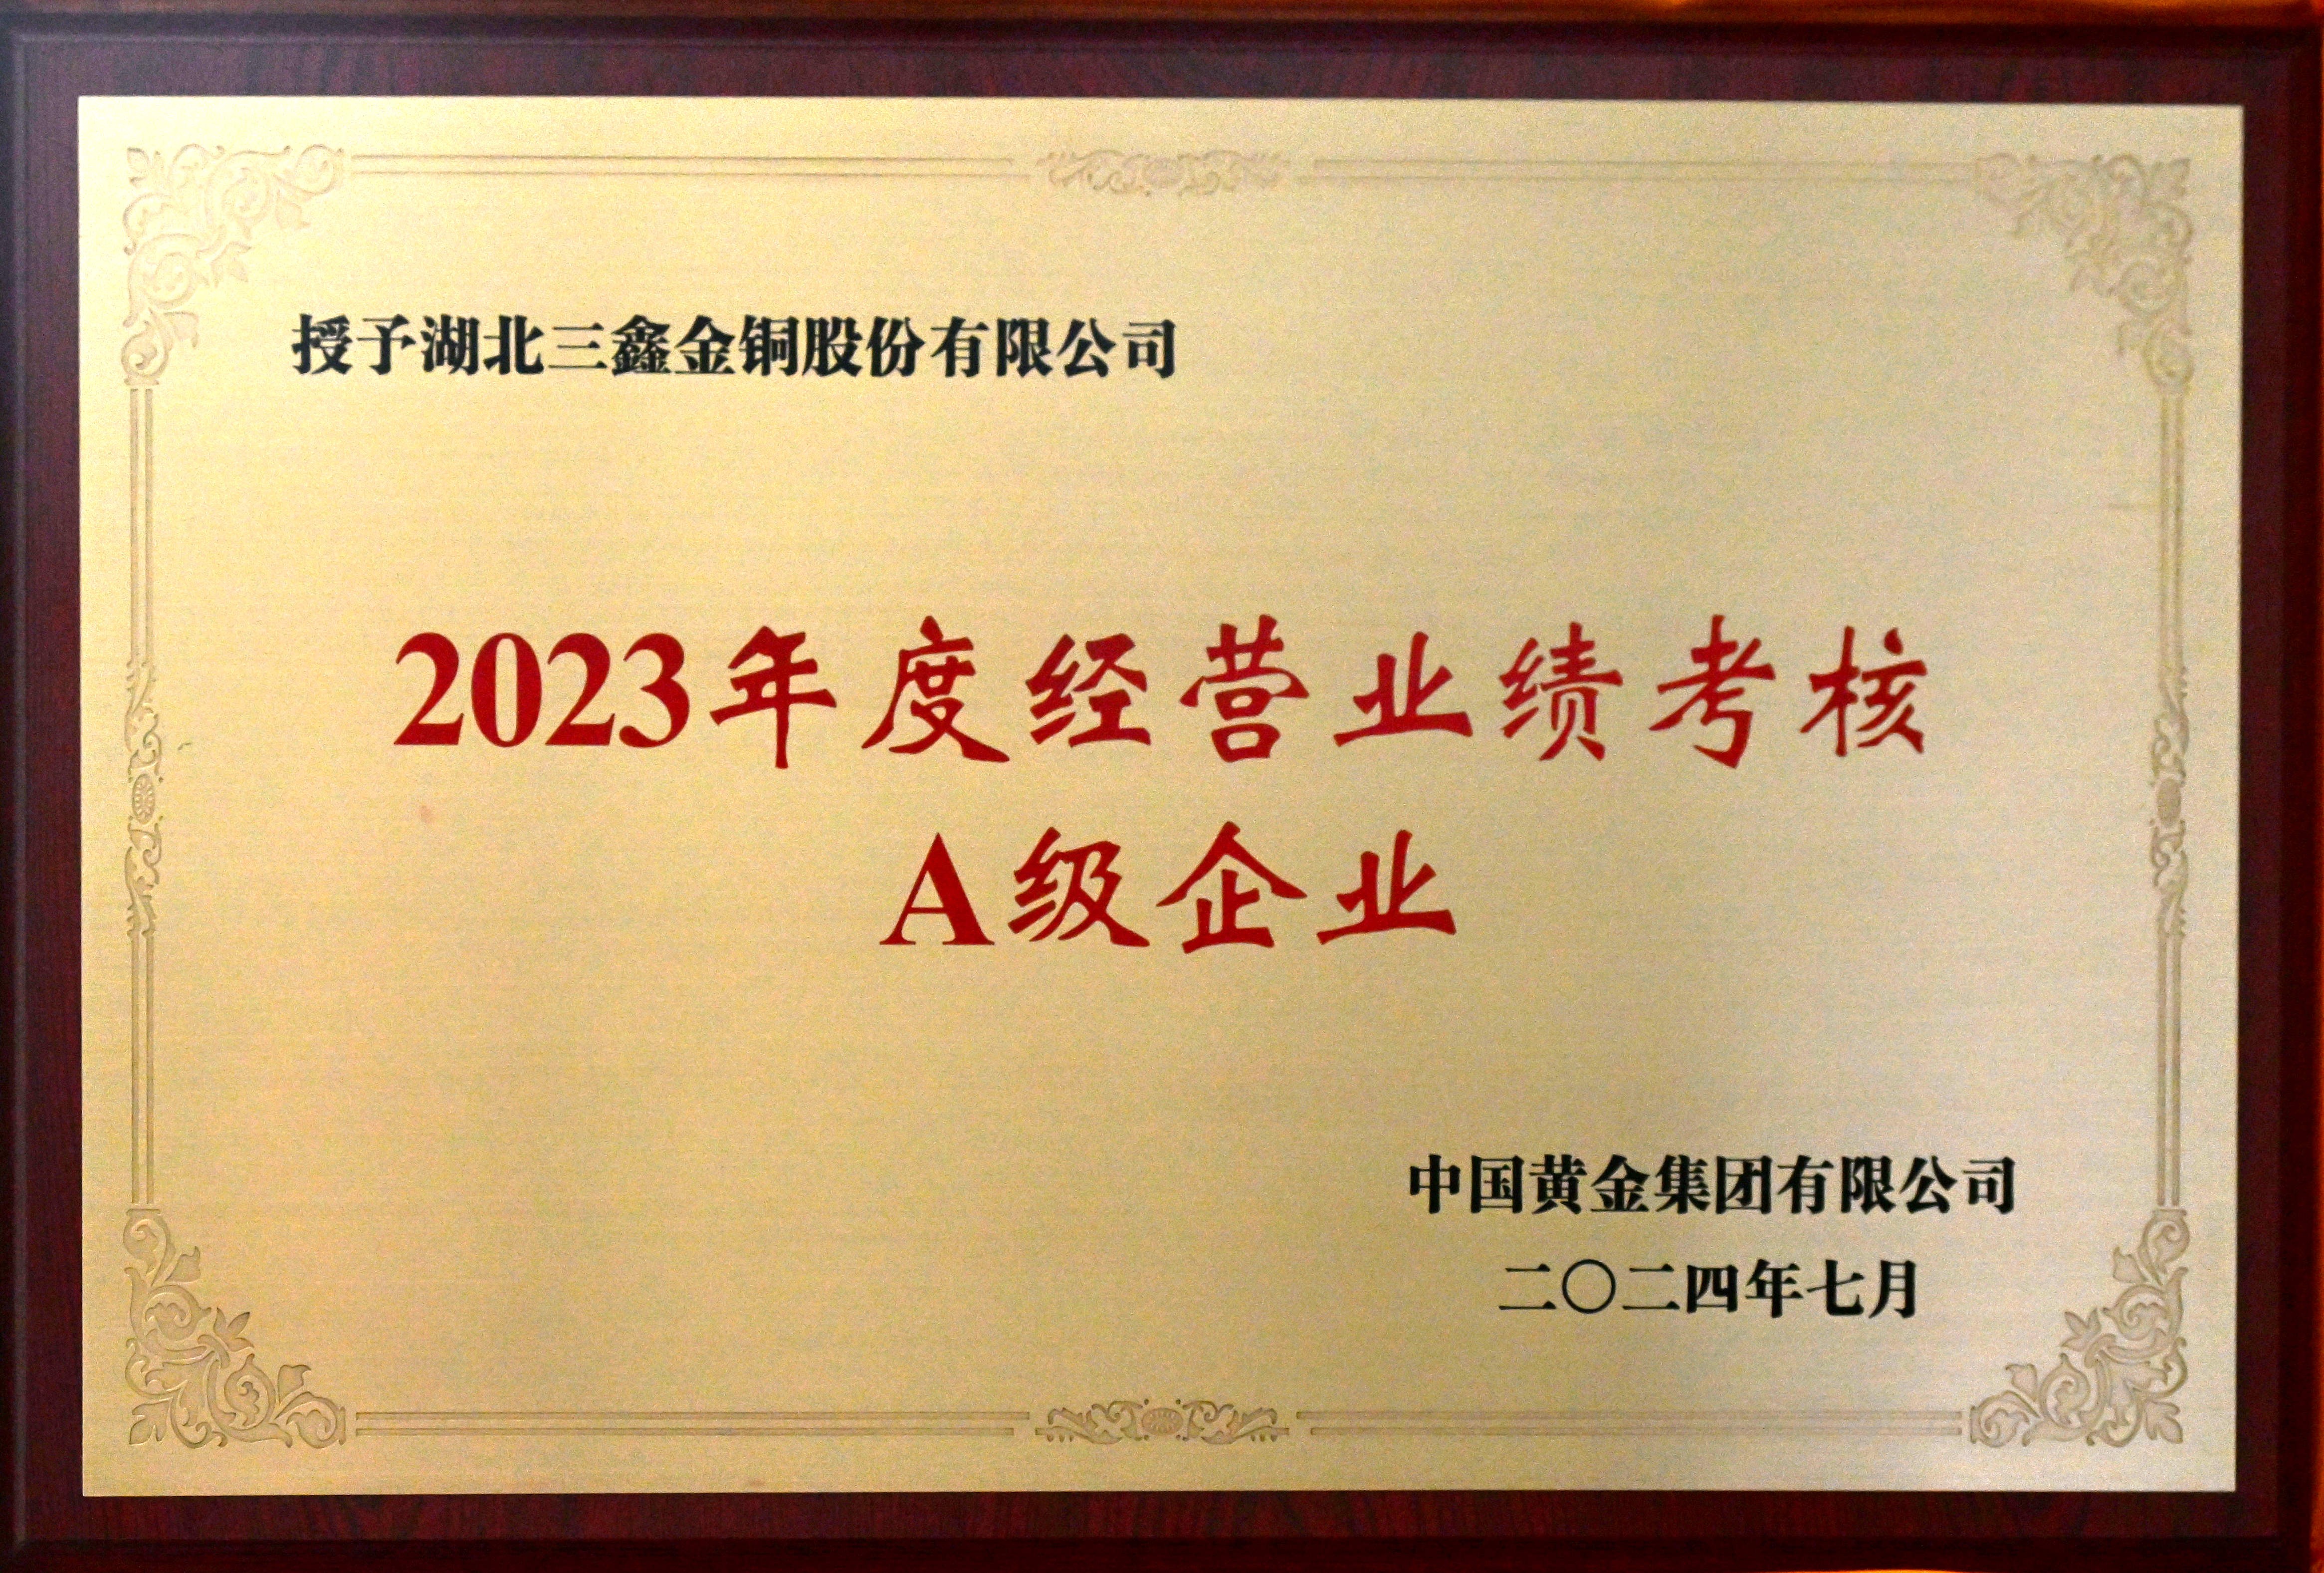 授予湖北三鑫金铜股份有限公司
2023年度经营业绩考核
A级企业
中国黄金集团有限公司
二〇二四年七月